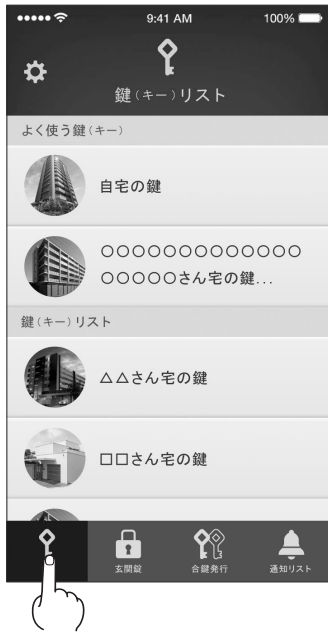 9:41 AM
100%
鍵（キー）リスト
よく使う鍵（キー）
自宅の鍵
○○○○○○○○○○○○○
○○○○○さん宅の鍵...
鍵（キー）リスト
△△さん宅の鍵
□□さん宅の鍵
玄関錠
合鍵発行
通知リスト